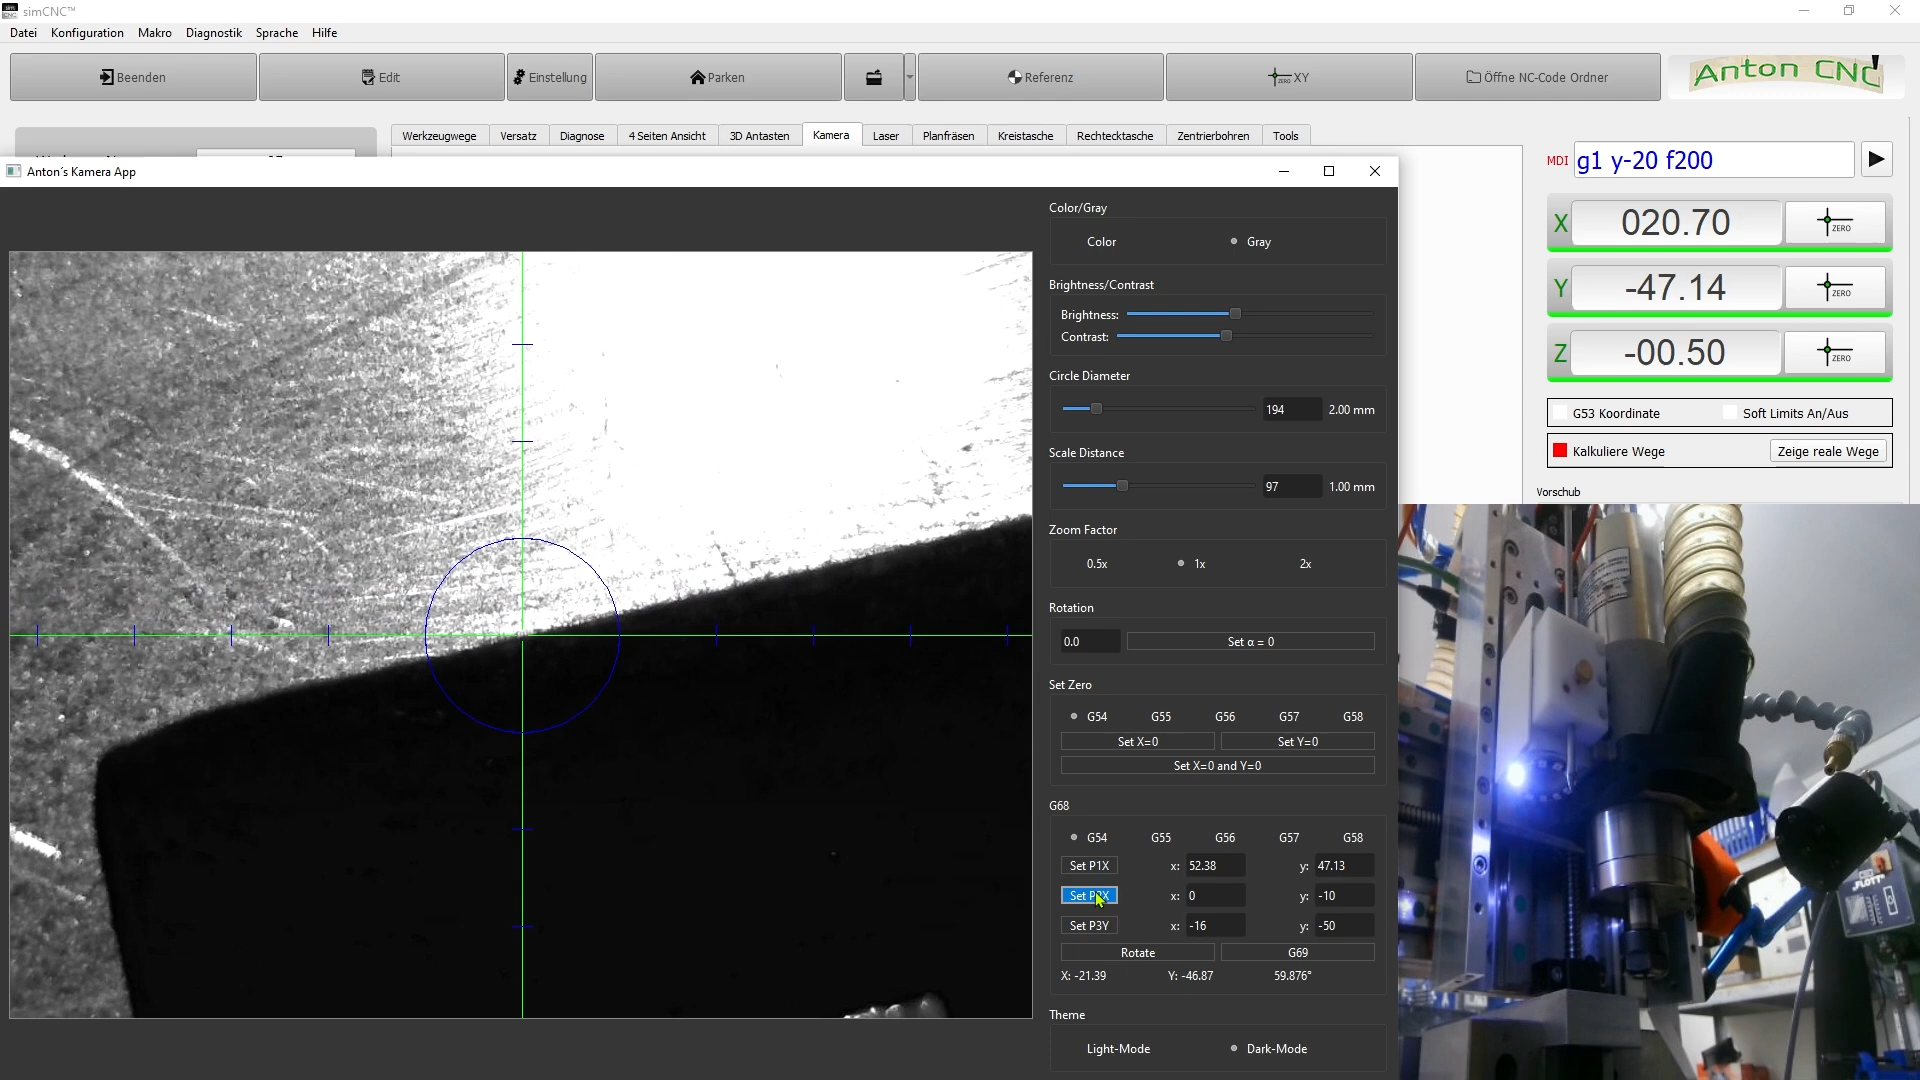 simCNC™
Datei Konfiguration Makro Diagnostik Sprache Hilfe
Beenden Edit Einstellung Parken Referenz XY Öffne NC-Code Ordner Anton CNC
Werkzeugwege Versatz Diagnose 4 Seiten Ansicht 3D Antasten Kamera Laser Planfräsen Kreistasche Rechtecktasche Zentrierbohren Tools
MDI g1 y-20 f200
Anton´s Kamera App
X 020.70 ZERO
Y -47.14 ZERO
Z -00.50 ZERO
G53 Koordinate Soft Limits An/Aus
Kalkuliere Wege Zeige reale Wege
Vorschub
Color/Gray
Color Gray
Brightness/Contrast
Brightness:
Contrast:
Circle Diameter
194 2.00 mm
Scale Distance
97 1.00 mm
Zoom Factor
0.5x 1x 2x
Rotation
0.0 Set α = 0
Set Zero
G54 G55 G56 G57 G58
Set X=0 Set Y=0
Set X=0 and Y=0
G68
G54 G55 G56 G57 G58
Set P1X x: 52.38 y: 47.13
Set P2X x: 0 y: -10
Set P3Y x: -16 y: -50
Rotate G69
X: -21.39 Y: -46.87 59.876°
Theme
Light-Mode Dark-Mode
"FLOTT"